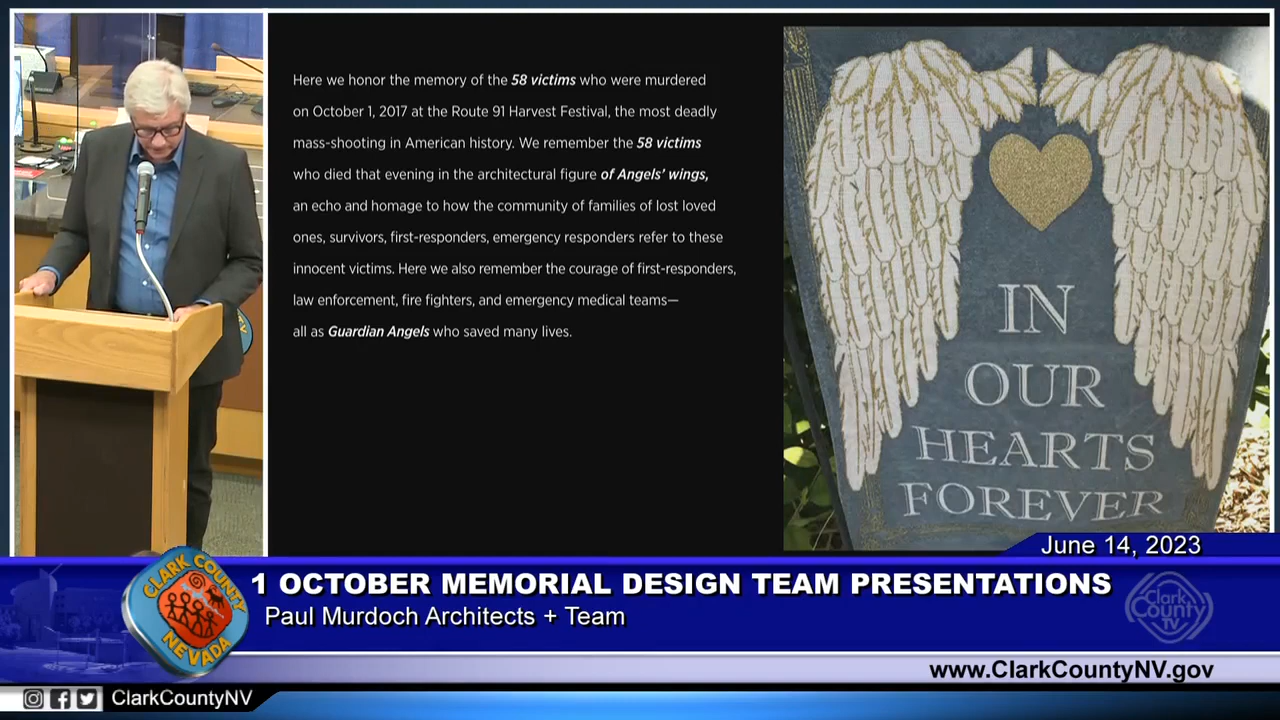 Here we honor the memory of the 58 victims who were murdered
on October 1, 2017 at the Route 91 Harvest Festival, the most deadly
mass-shooting in American history. We remember the 58 victims
who died that evening in the architectural figure of Angels' wings,
an echo and homage to how the community of families of lost loved
ones, survivors, first-responders, emergency responders refer to these
innocent victims. Here we also remember the courage of first-responders,
law enforcement, fire fighters, and emergency medical teams—
all as Guardian Angels who saved many lives.
IN
OUR
HEARTS
FOREVER
June 14, 2023
1 OCTOBER MEMORIAL DESIGN TEAM PRESENTATIONS
Paul Murdoch Architects + Team
CLARK COUNTY
NEVADA
Clark
County
TV
www.ClarkCountyNV.gov
ClarkCountyNV